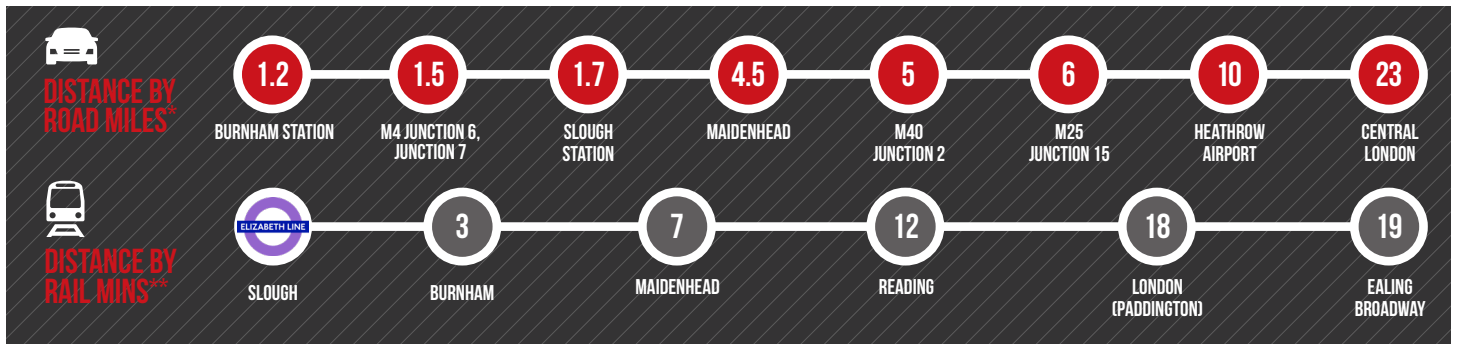 DISTANCE BY
ROAD MILES*
1.2
1.5
1.7
4.5
5
6
10
23
BURNHAM STATION
M4 JUNCTION 6,
JUNCTION 7
SLOUGH
STATION
MAIDENHEAD
M40
JUNCTION 2
M25
JUNCTION 15
HEATHROW
AIRPORT
CENTRAL
LONDON
DISTANCE BY
RAIL MINS**
ELIZABETH LINE
3
7
12
18
19
SLOUGH
BURNHAM
MAIDENHEAD
READING
LONDON
(PADDINGTON)
EALING
BROADWAY